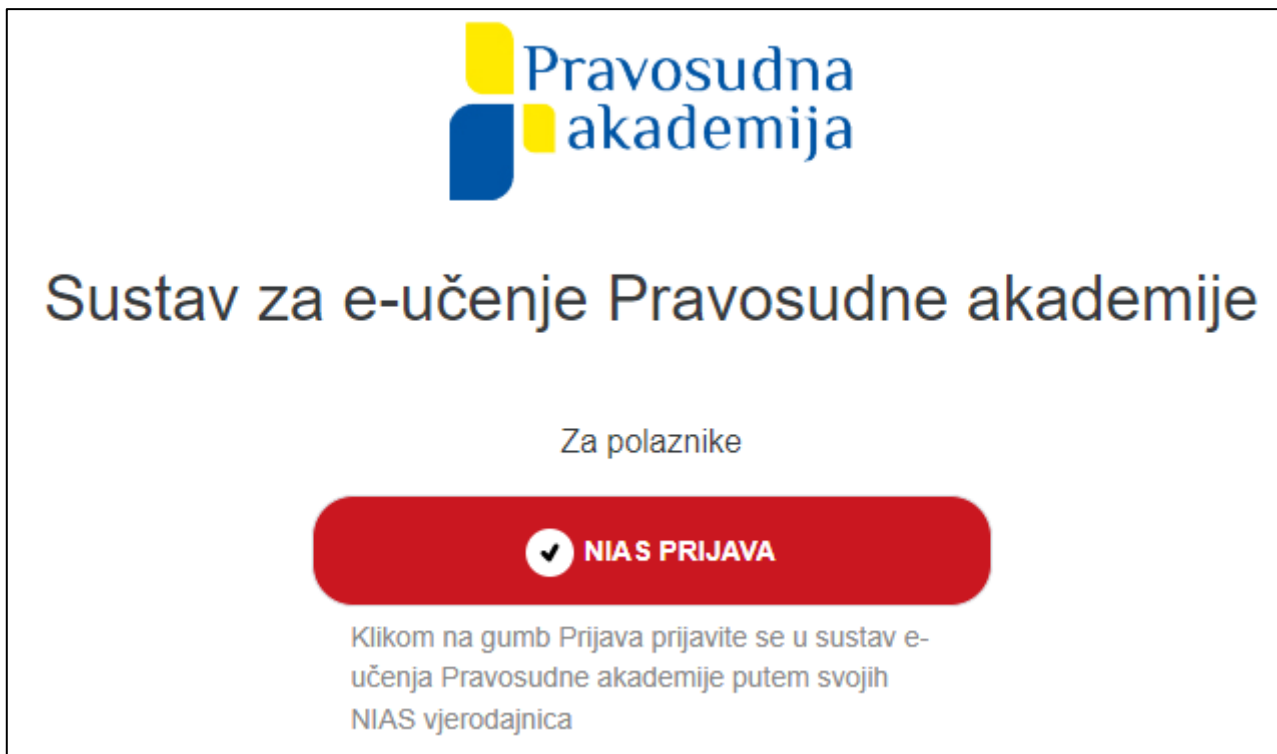 Pravosudna
akademija
Sustav za e-učenje Pravosudne akademije
Za polaznike
NIAS PRIJAVA
Klikom na gumb Prijava prijavite se u sustav e-
učenja Pravosudne akademije putem svojih
NIAS vjerodajnica